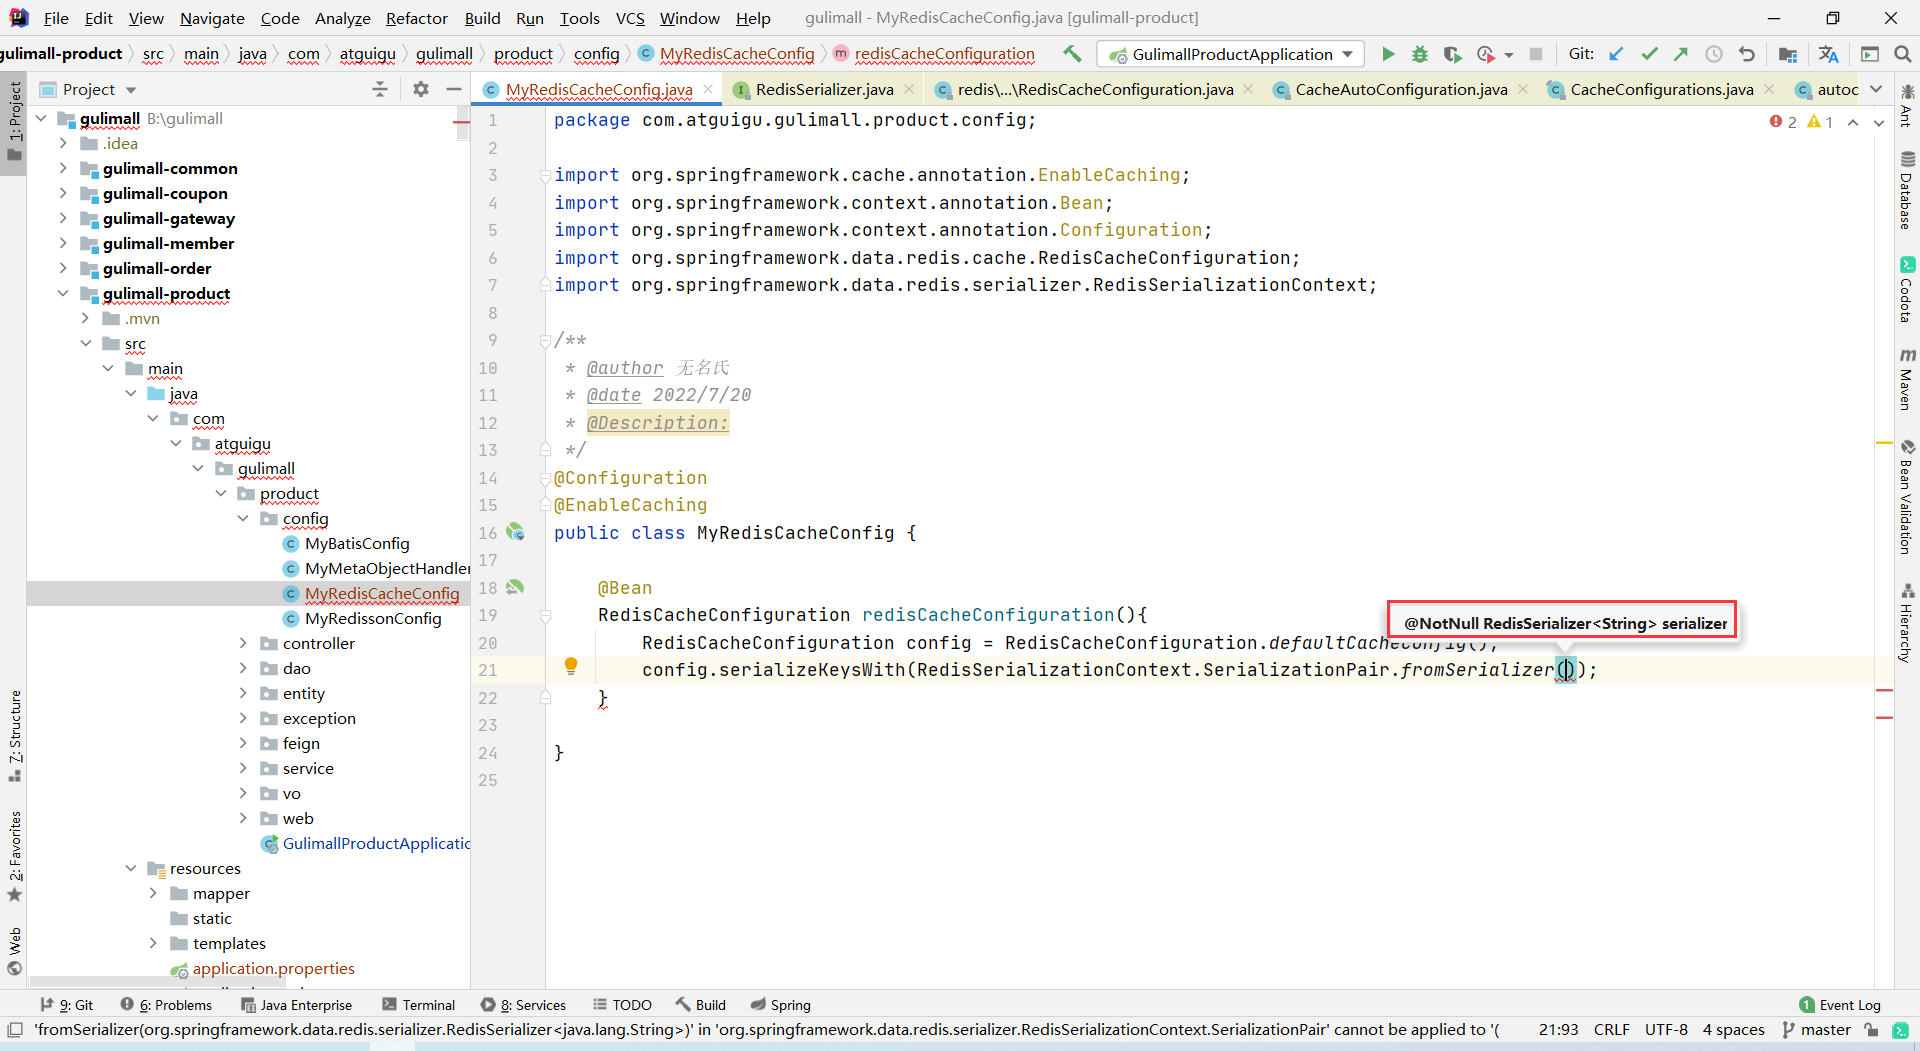 File Edit View Navigate Code Analyze Refactor Build Run Tools VCS Window Help gulimall - MyRedisCacheConfig.java [gulimall-product]
gulimall-product src main java com atguigu gulimall product config MyRedisCacheConfig redisCacheConfiguration GulimallProductApplication Git:
Project
MyRedisCacheConfig.java RedisSerializer.java redis\...\RedisCacheConfiguration.java CacheAutoConfiguration.java CacheConfigurations.java autoc
1: Project
7: Structure
2: Favorites
Web
gulimall B:\gulimall
.idea
gulimall-common
gulimall-coupon
gulimall-gateway
gulimall-member
gulimall-order
gulimall-product
.mvn
src
main
java
com
atguigu
gulimall
product
config
MyBatisConfig
MyMetaObjectHandler
MyRedisCacheConfig
MyRedissonConfig
controller
dao
entity
exception
feign
service
vo
web
GulimallProductApplicatio
resources
mapper
static
templates
application.properties
2 1
1 package com.atguigu.gulimall.product.config;
2
3 import org.springframework.cache.annotation.EnableCaching;
4 import org.springframework.context.annotation.Bean;
5 import org.springframework.context.annotation.Configuration;
6 import org.springframework.data.redis.cache.RedisCacheConfiguration;
7 import org.springframework.data.redis.serializer.RedisSerializationContext;
8
9 /**
10 * @author 无名氏
11 * @date 2022/7/20
12 * @Description:
13 */
14 @Configuration
15 @EnableCaching
16 public class MyRedisCacheConfig {
17
18 @Bean
19 RedisCacheConfiguration redisCacheConfiguration(){
@NotNull RedisSerializer<String> serializer
20 RedisCacheConfiguration config = RedisCacheConfiguration.defaultCacheConfig();
21 config.serializeKeysWith(RedisSerializationContext.SerializationPair.fromSerializer());
22 }
23
24 }
25
Ant
Database
Codota
Maven
Bean Validation
Hierarchy
9: Git 6: Problems Java Enterprise Terminal 8: Services TODO Build Spring 1 Event Log
'fromSerializer(org.springframework.data.redis.serializer.RedisSerializer<java.lang.String>)' in 'org.springframework.data.redis.serializer.RedisSerializationContext.SerializationPair' cannot be applied to '( 21:93 CRLF UTF-8 4 spaces master